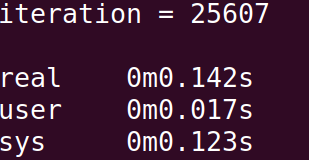 iteration = 25607
real 0m0.142s
user 0m0.017s
sys 0m0.123s